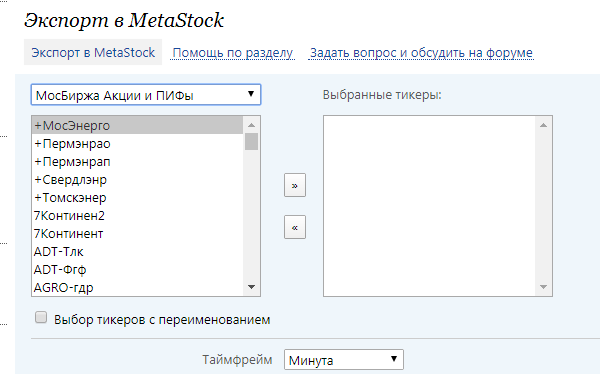 Экспорт в MetaStock
Экспорт в MetaStock Помощь по разделу Задать вопрос и обсудить на форуме
МосБиржа Акции и ПИФы
Выбранные тикеры:
+МосЭнерго
+Пермэнрао
+Пермэнрап
+Свердлэнр
+Томскэнер
7Континен2
7Континент
ADT-Тлк
ADT-Фгф
AGRO-гдр
»
«
Выбор тикеров с переименованием
Таймфрейм Минута